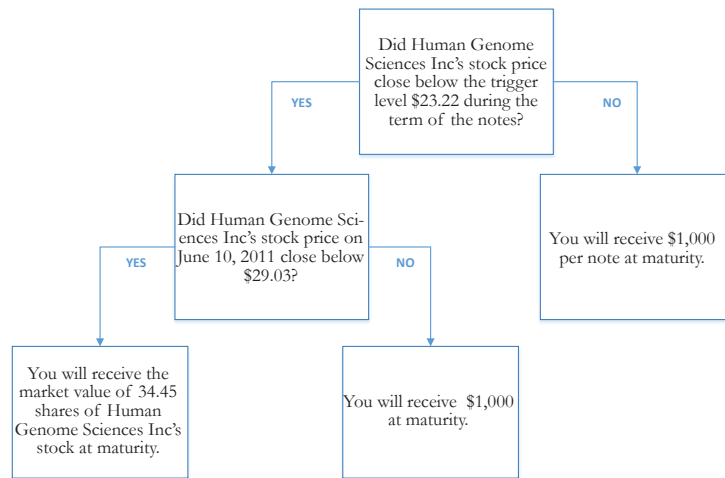 Did Human Genome
Sciences Inc's stock price
close below the trigger
level $23.22 during the
term of the notes?
YES
NO
Did Human Genome Sci-
ences Inc's stock price on
June 10, 2011 close below
$29.03?
You will receive $1,000
per note at maturity.
YES
NO
You will receive the
market value of 34.45
shares of Human
Genome Sciences Inc's
stock at maturity.
You will receive $1,000
at maturity.